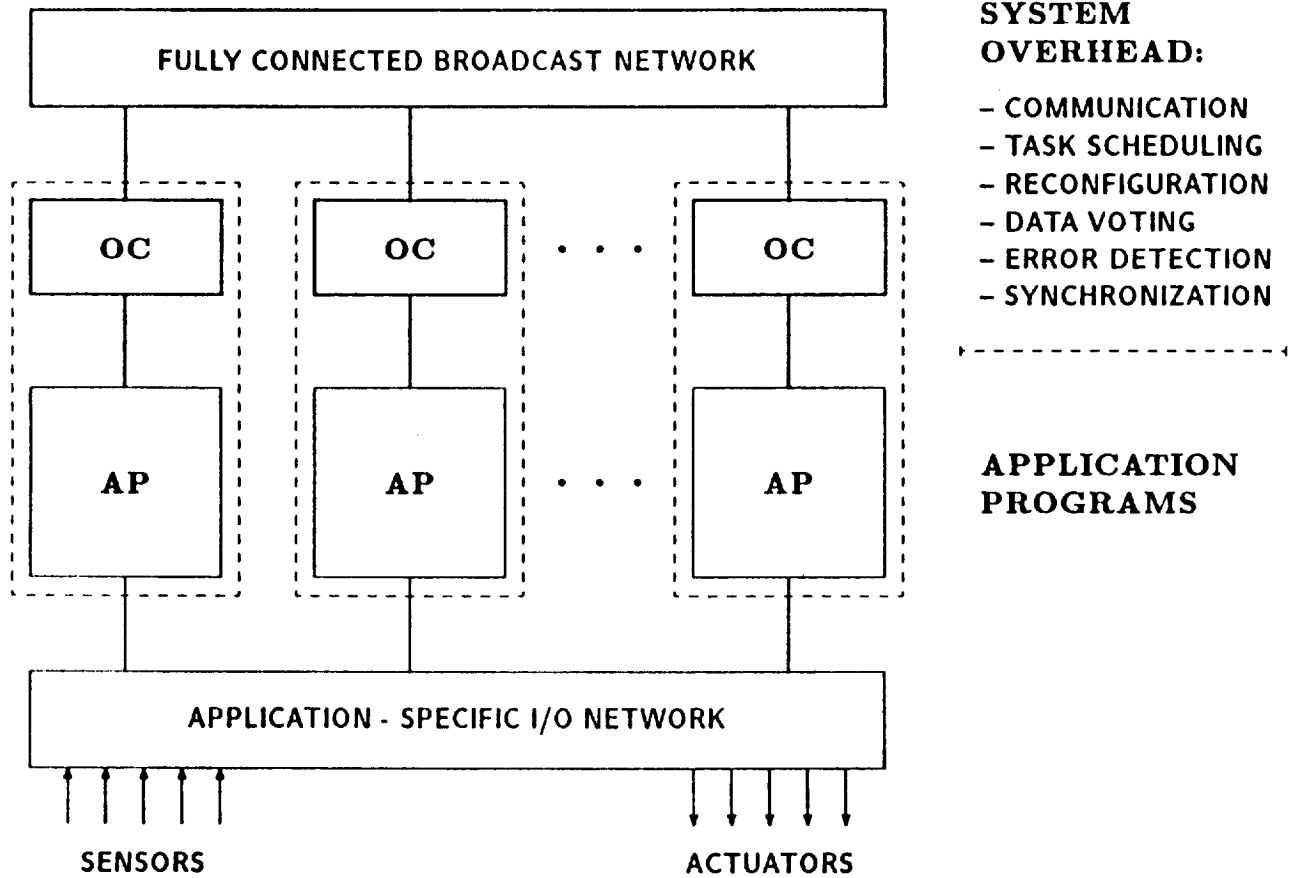 FULLY CONNECTED BROADCAST NETWORK
OC
OC
. . .
OC
AP
AP
. . .
AP
APPLICATION - SPECIFIC I/O NETWORK
SENSORS
ACTUATORS
SYSTEM
OVERHEAD:
– COMMUNICATION
– TASK SCHEDULING
– RECONFIGURATION
– DATA VOTING
– ERROR DETECTION
– SYNCHRONIZATION
APPLICATION
PROGRAMS